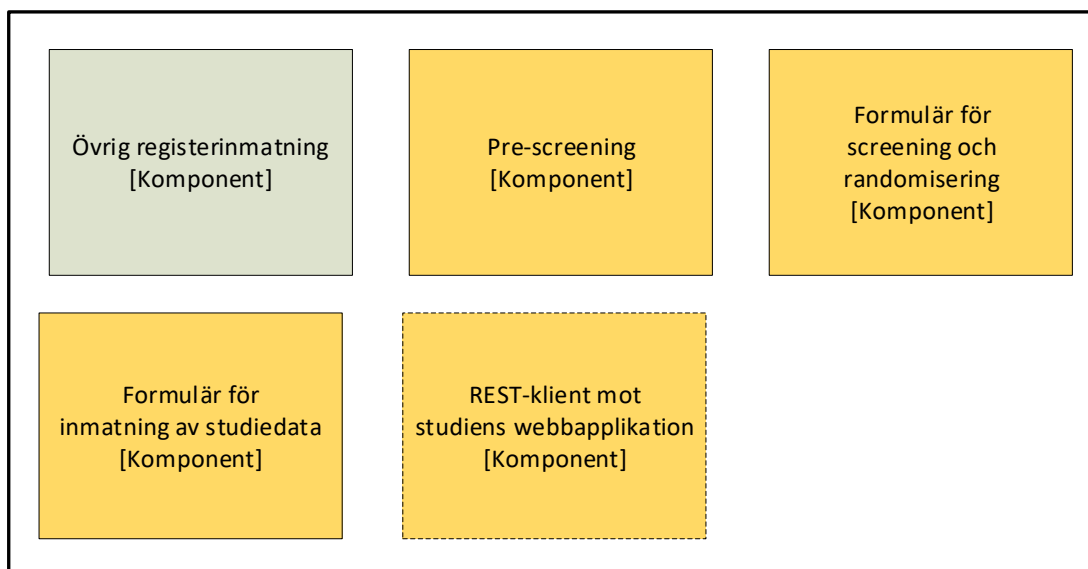 Övrig registerinmatning
[Komponent]
Pre-screening
[Komponent]
Formulär för
screening och
randomisering
[Komponent]
Formulär för
inmatning av studiedata
[Komponent]
REST-klient mot
studiens webbapplikation
[Komponent]